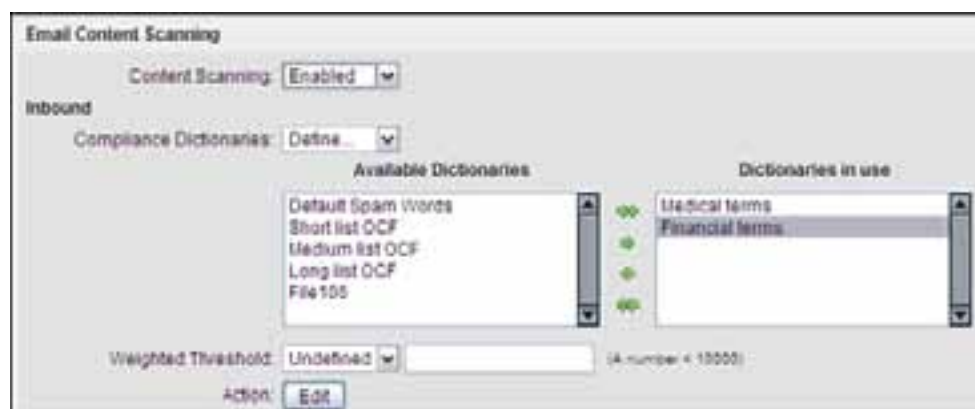 Email Content Scanning
Content Scanning: Enabled
Inbound
Compliance Dictionaries: Define...
Available Dictionaries
Dictionaries in use
Default Spam Words
Short list OCF
Medium list OCF
Long list OCF
File105
Medical terms
Financial terms
Weighted Threshold: Undefined
(A number < 10000)
Action: Edit